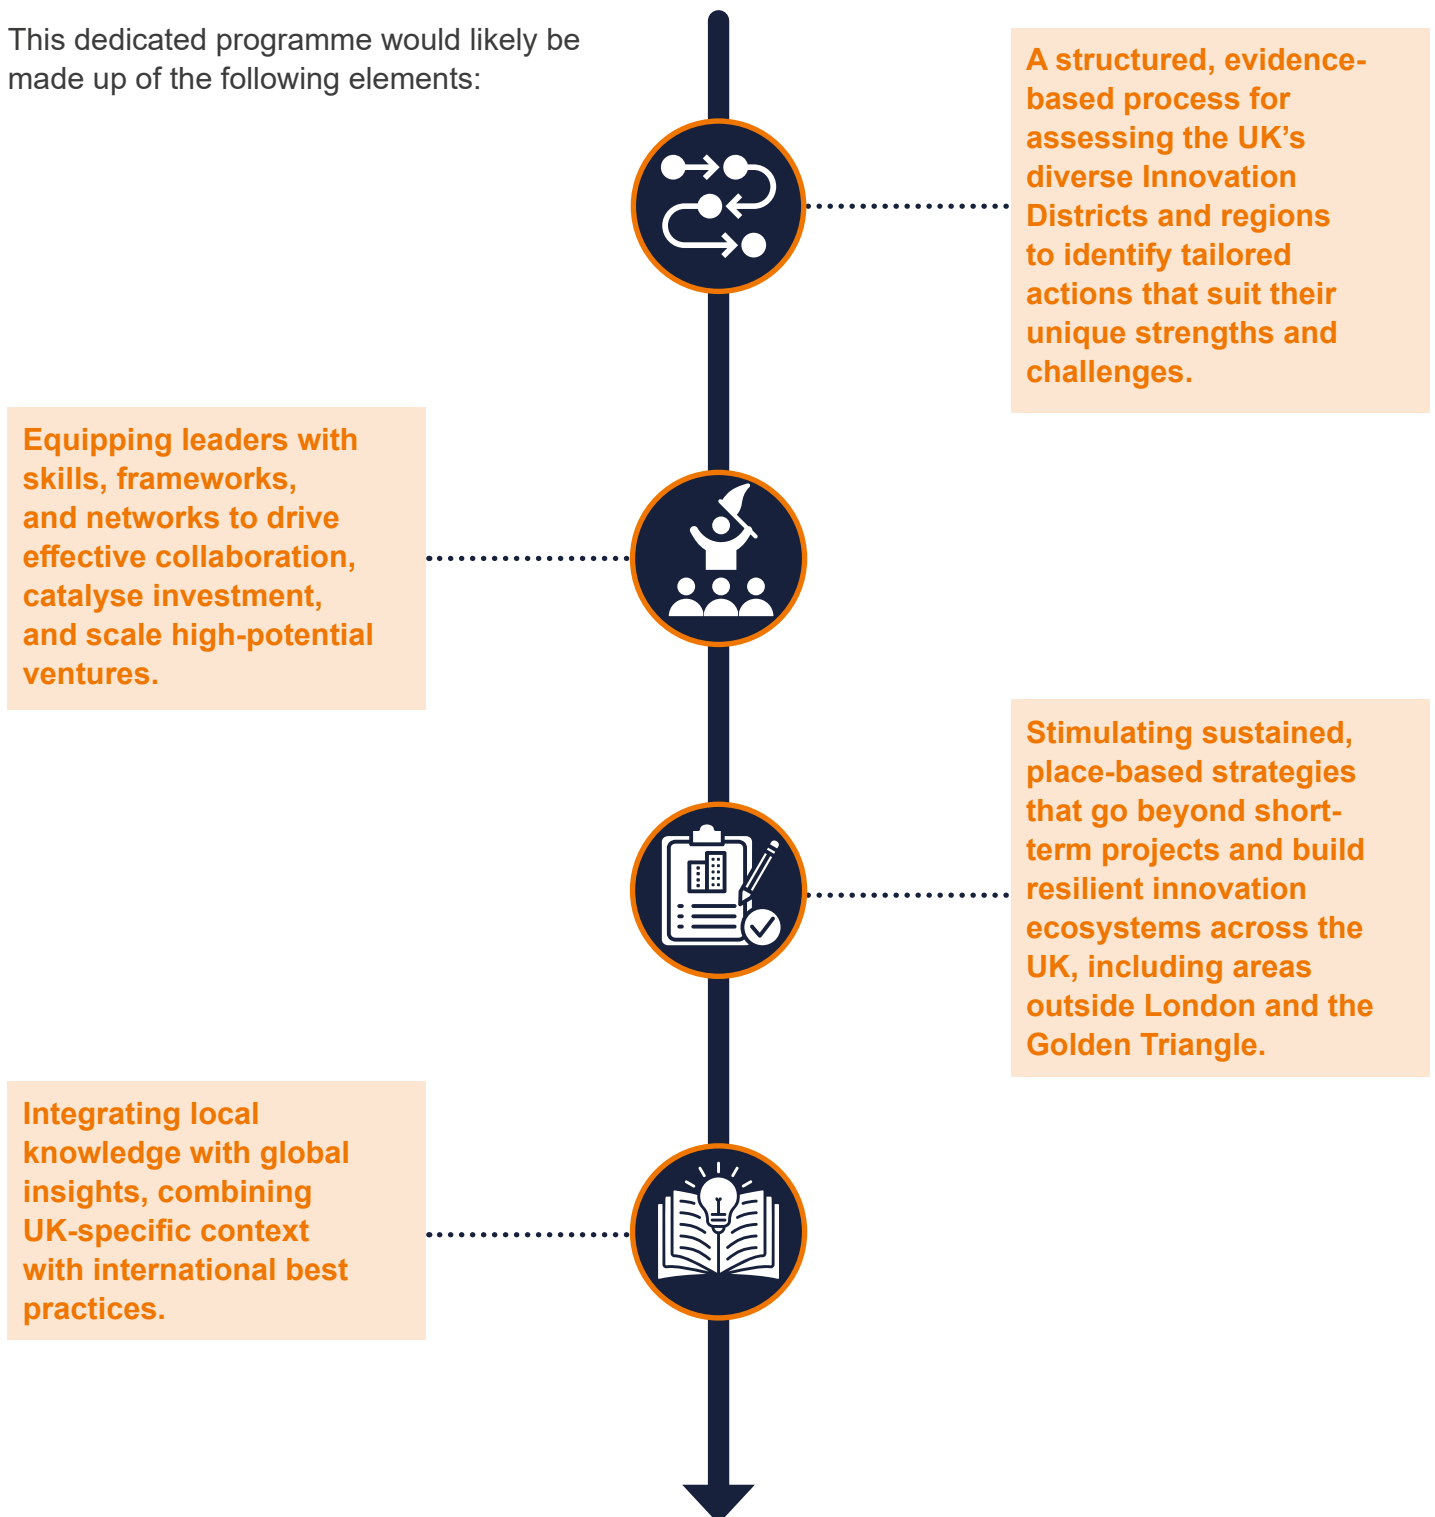 This dedicated programme would likely be
made up of the following elements:
A structured, evidence-
based process for
assessing the UK’s
diverse Innovation
Districts and regions
to identify tailored
actions that suit their
unique strengths and
challenges.
Equipping leaders with
skills, frameworks,
and networks to drive
effective collaboration,
catalyse investment,
and scale high-potential
ventures.
Stimulating sustained,
place-based strategies
that go beyond short-
term projects and build
resilient innovation
ecosystems across the
UK, including areas
outside London and the
Golden Triangle.
Integrating local
knowledge with global
insights, combining
UK-specific context
with international best
practices.